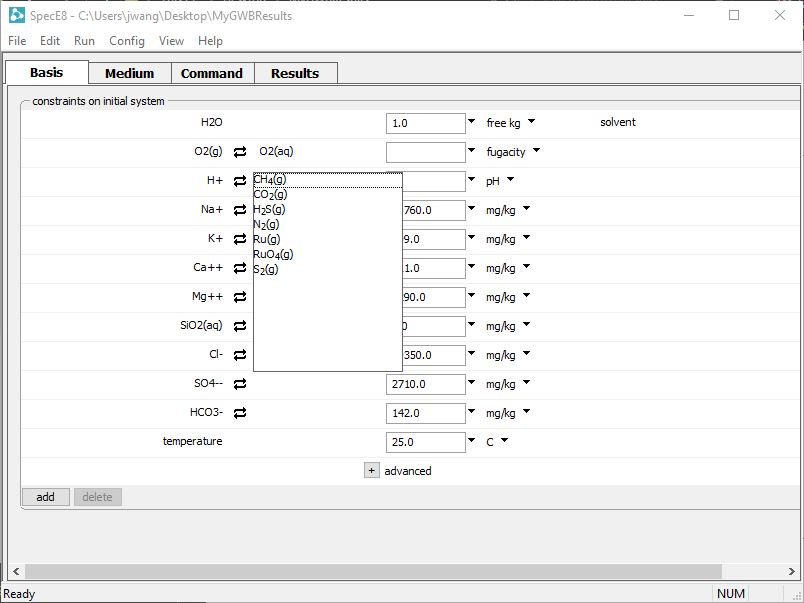 SpecE8 - C:\Users\jwang\Desktop\MyGWBResults
File Edit Run Config View Help
Basis Medium Command Results
constraints on initial system
H2O 1.0 free kg solvent
O2(g) O2(aq) fugacity
H+ pH
CH4(g)
CO2(g)
H2S(g)
N2(g)
Ru(g)
RuO4(g)
S2(g)
Na+ 760.0 mg/kg
K+ 9.0 mg/kg
Ca++ 1.0 mg/kg
Mg++ 90.0 mg/kg
SiO2(aq) 0 mg/kg
Cl- 350.0 mg/kg
SO4-- 2710.0 mg/kg
HCO3- 142.0 mg/kg
temperature 25.0 C
+ advanced
add delete
Ready NUM